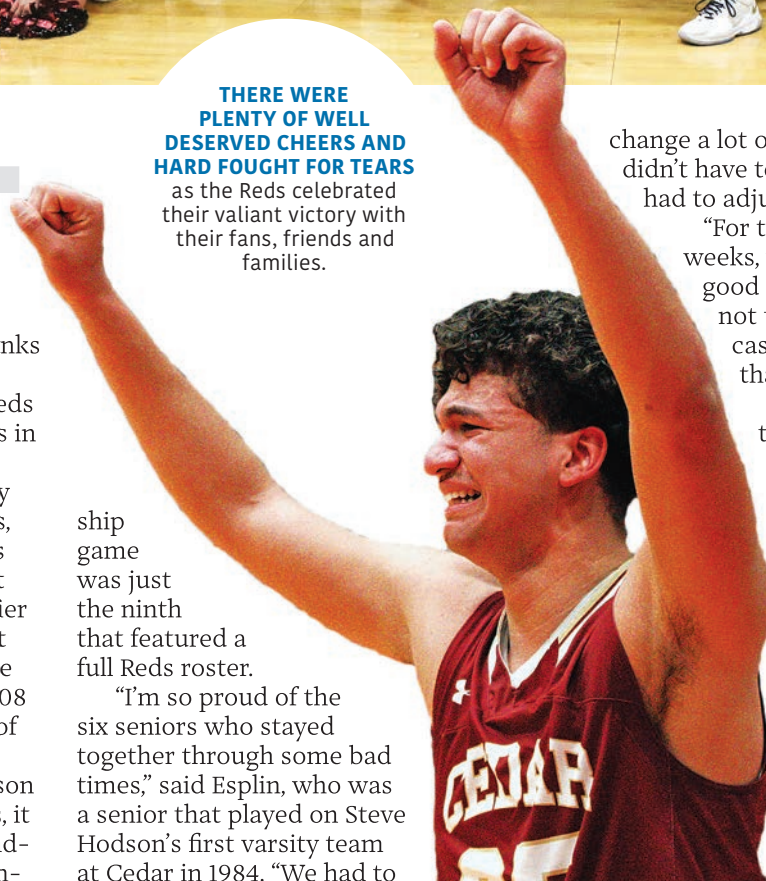 THERE WERE
PLENTY OF WELL
DESERVED CHEERS AND
HARD FOUGHT FOR TEARS
as the Reds celebrated
their valiant victory with
their fans, friends and
families.
nks
eds
s in
y
s,
s
t
ier
t
e
08
of
son
s, it
nd-
m-
ship
game
was just
the ninth
that featured a
full Reds roster.
“I’m so proud of the
six seniors who stayed
together through some bad
times,” said Esplin, who was
a senior that played on Steve
Hodson’s first varsity team
at Cedar in 1984. “We had to
change a lot o
didn’t have to
had to adju
“For t
weeks,
good
not
cas
tha
t
CEDAR